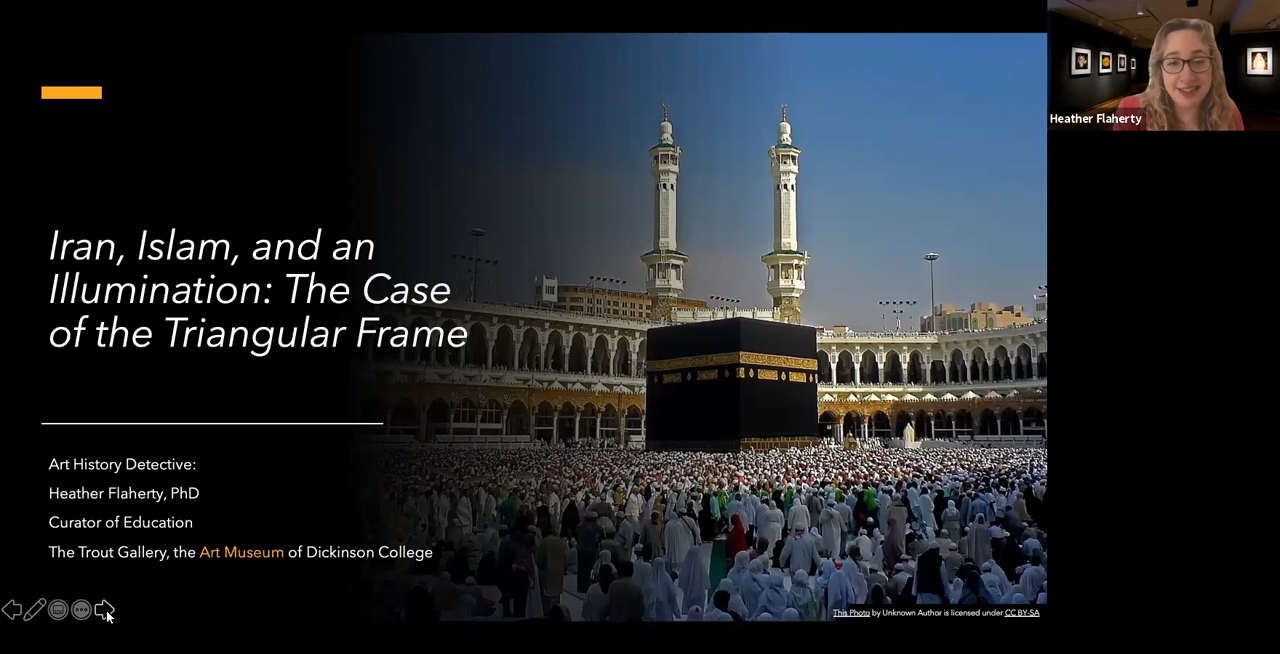 Heather Flaherty
Iran, Islam, and an
Illumination: The Case
of the Triangular Frame
Art History Detective:
Heather Flaherty, PhD
Curator of Education
The Trout Gallery, the Art Museum of Dickinson College
This Photo by Unknown Author is licensed under CC BY-SA